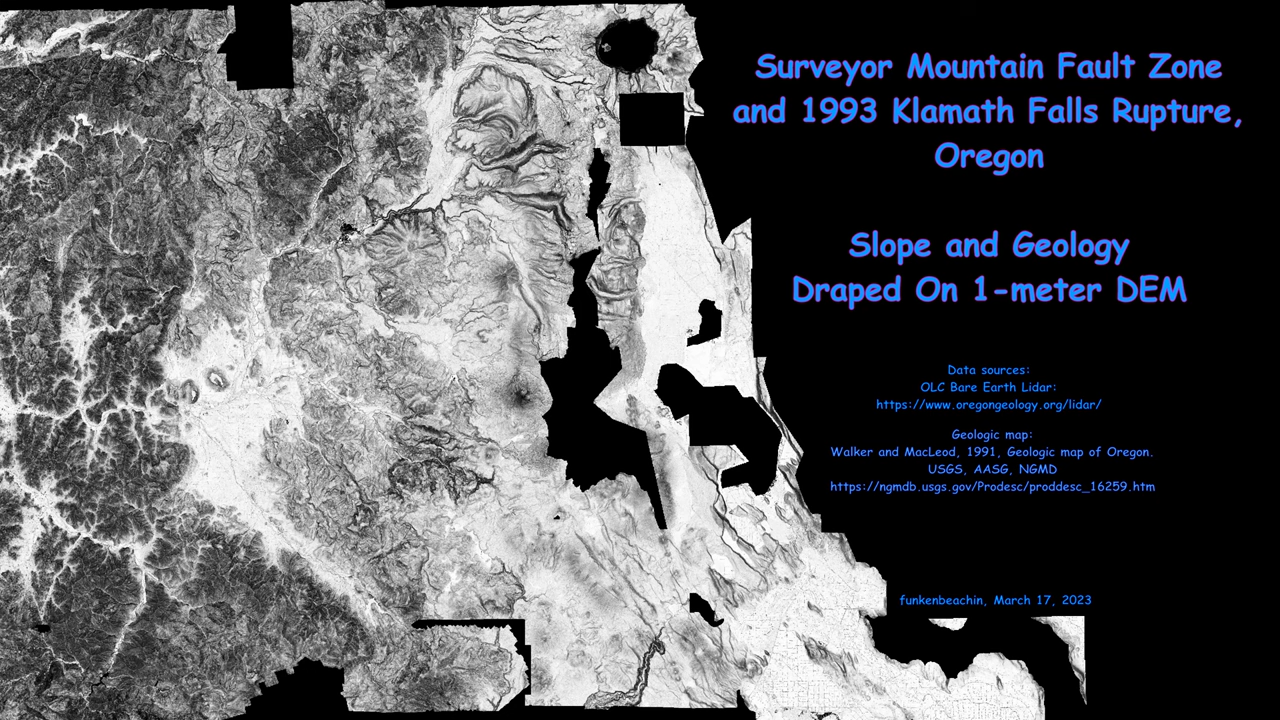 Surveyor Mountain Fault Zone
and 1993 Klamath Falls Rupture,
Oregon
Slope and Geology
Draped On 1-meter DEM
Data sources:
OLC Bare Earth Lidar:
https://www.oregongeology.org/lidar/
Geologic map:
Walker and MacLeod, 1991, Geologic map of Oregon.
USGS, AASG, NGMD
https://ngmdb.usgs.gov/Prodesc/proddesc_16259.htm
funkenbeachin, March 17, 2023